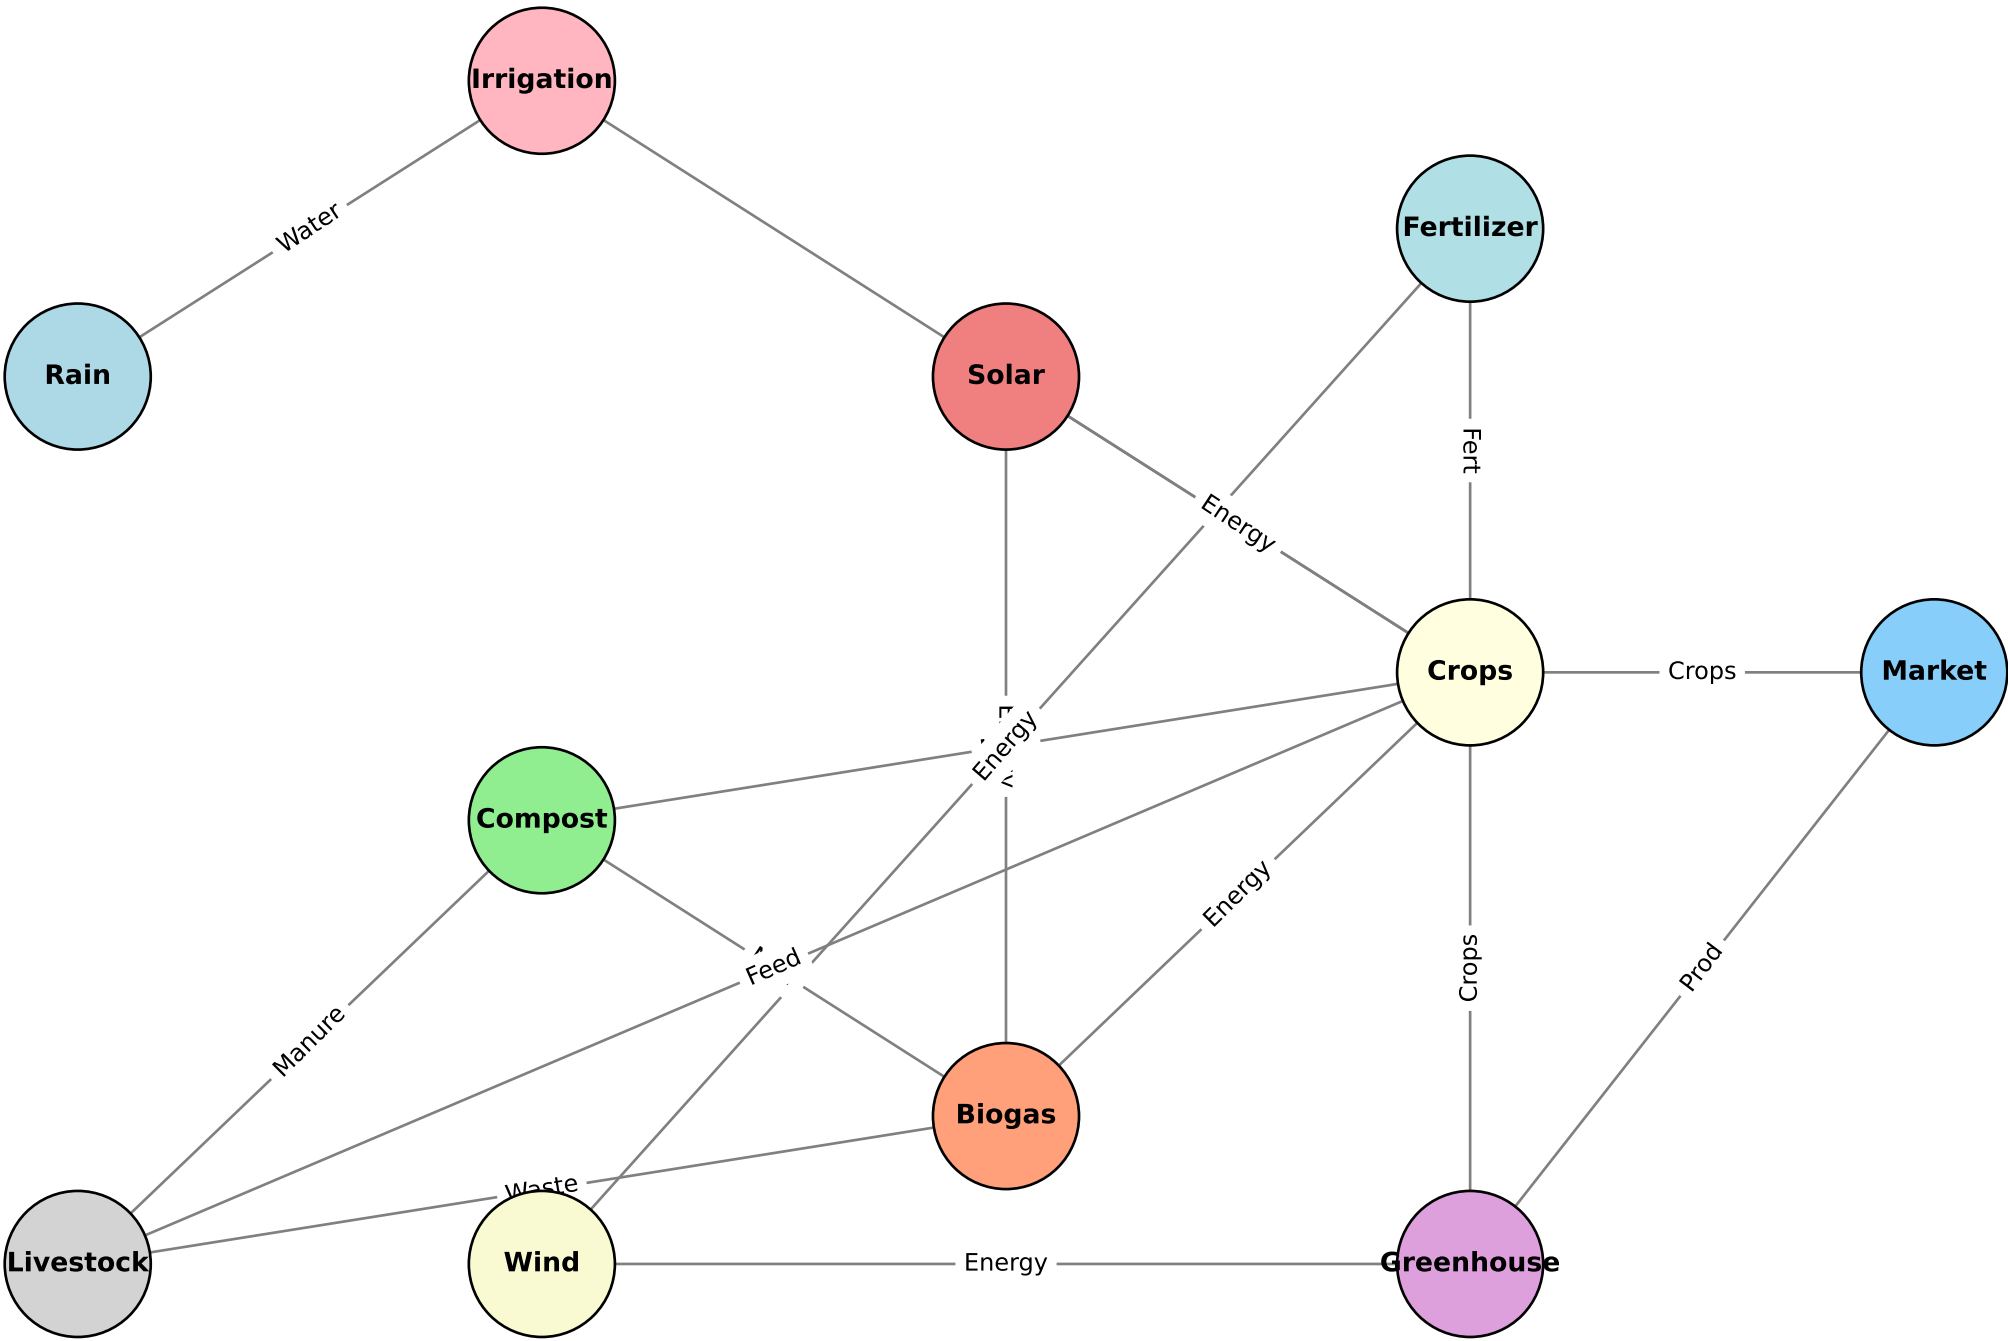 Irrigation
Water
Fertilizer
Rain
Solar
Fert
Energy
Crops
Crops
Market
Energy
Compost
Energy
Feed
Crops
Prod
Manure
Biogas
Waste
Livestock
Wind
Energy
Greenhouse